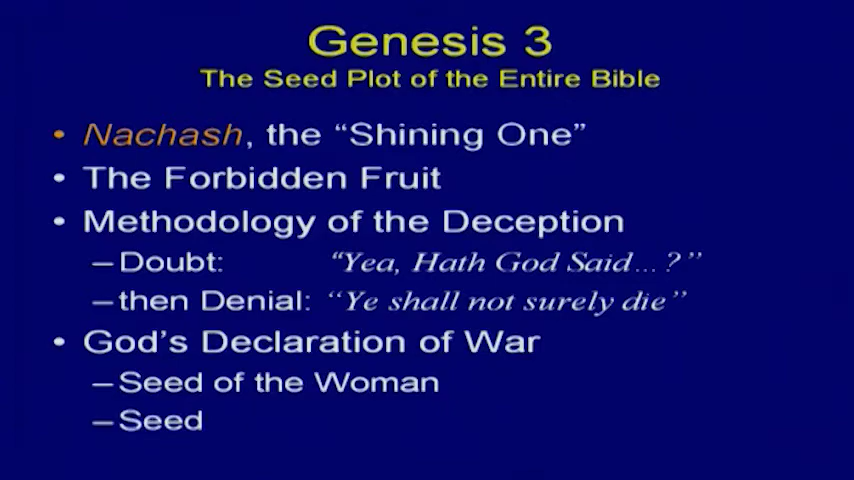 Genesis 3
The Seed Plot of the Entire Bible
• Nachash, the “Shining One”
• The Forbidden Fruit
• Methodology of the Deception
– Doubt: “Yea, Hath God Said…?”
– then Denial: “Ye shall not surely die”
• God’s Declaration of War
– Seed of the Woman
– Seed